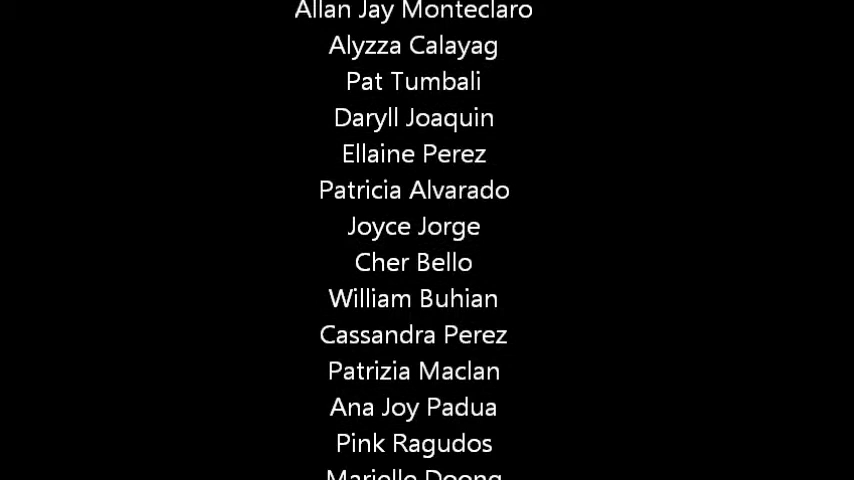 Allan Jay Monteclaro
Alyzza Calayag
Pat Tumbali
Daryll Joaquin
Ellaine Perez
Patricia Alvarado
Joyce Jorge
Cher Bello
William Buhian
Cassandra Perez
Patrizia Maclan
Ana Joy Padua
Pink Ragudos
Marielle